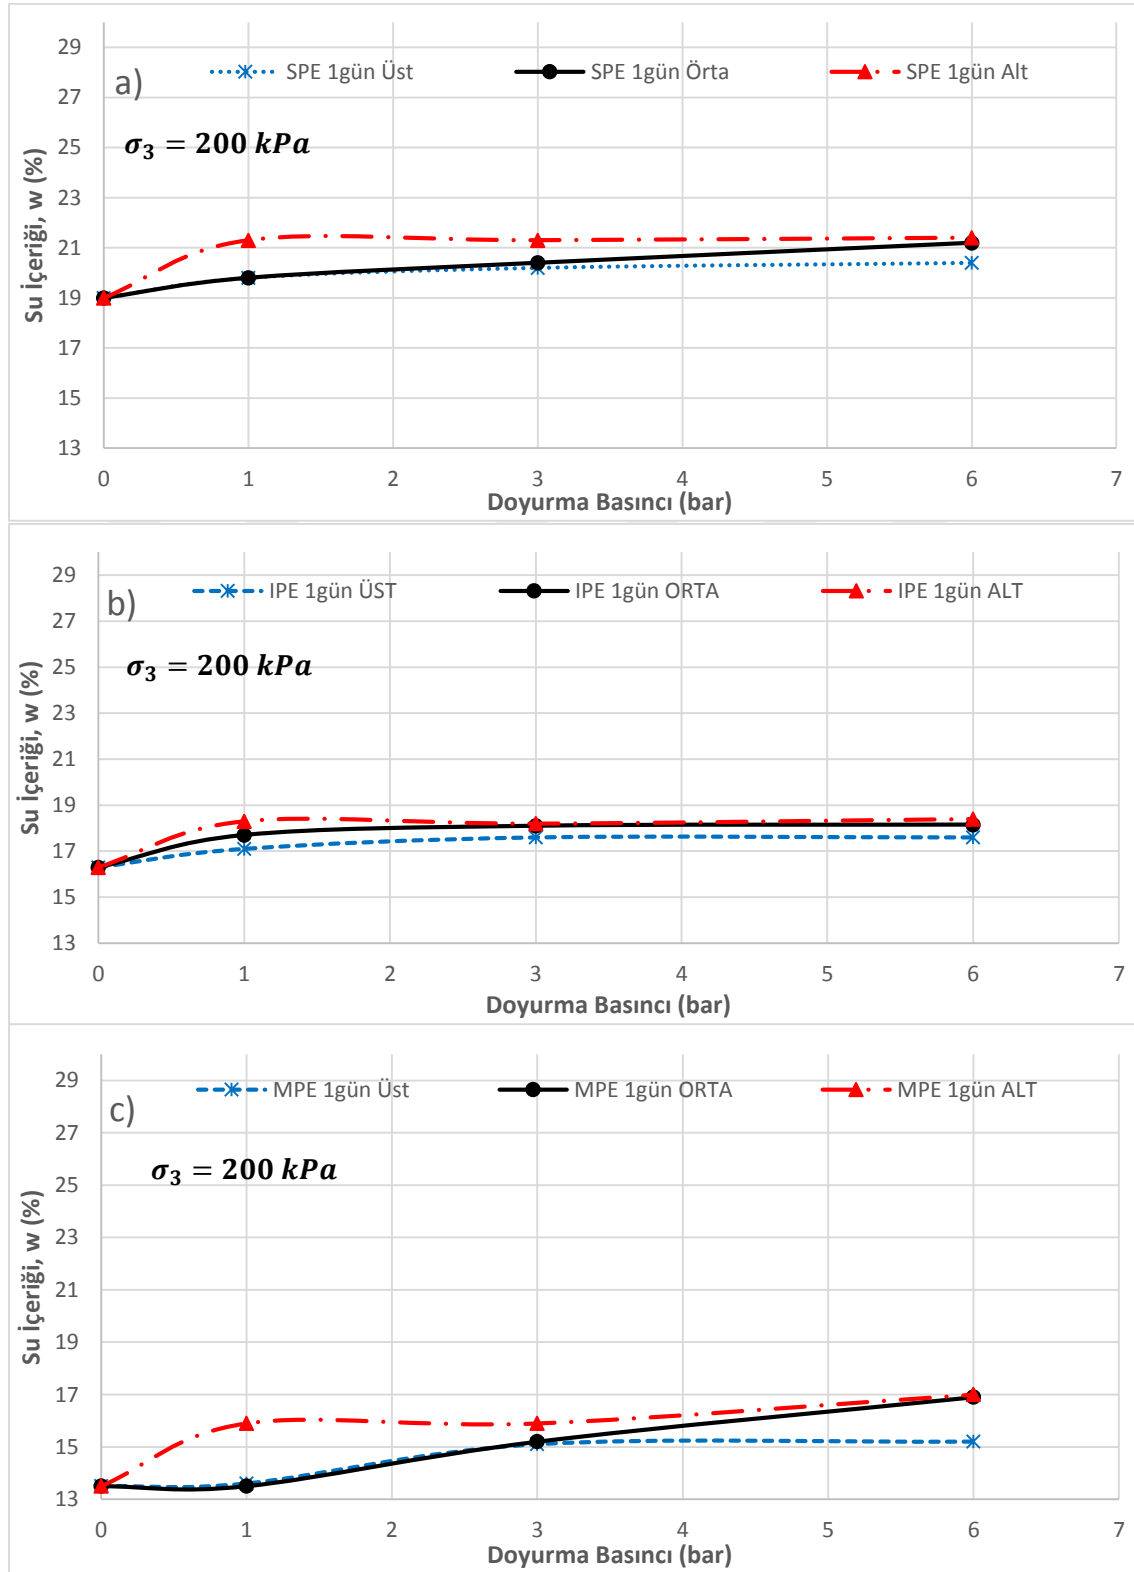 a)
SPE 1gün Üst SPE 1gün Örta SPE 1gün Alt
σ₃ = 200 kPa
Su İçeriği, w (%)
29
27
25
23
21
19
17
15
13
0 1 2 3 4 5 6 7
Doyurma Basıncı (bar)
b)
IPE 1gün ÜST IPE 1gün ORTA IPE 1gün ALT
σ₃ = 200 kPa
Su İçeriği, w (%)
29
27
25
23
21
19
17
15
13
0 1 2 3 4 5 6 7
Doyurma Basıncı (bar)
c)
MPE 1gün Üst MPE 1gün ORTA MPE 1gün ALT
σ₃ = 200 kPa
Su İçeriği, w (%)
29
27
25
23
21
19
17
15
13
0 1 2 3 4 5 6 7
Doyurma Basıncı (bar)